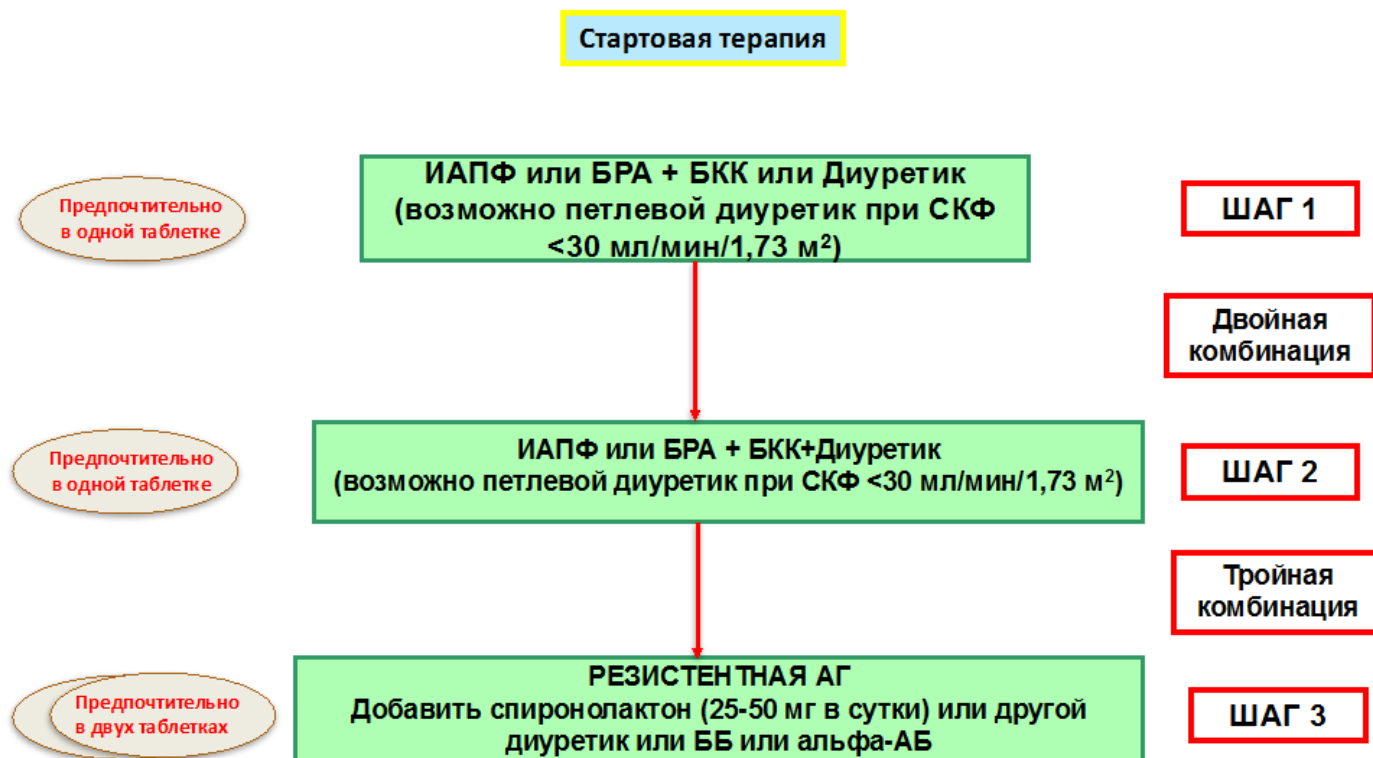 Стартовая терапия
Предпочтительно
в одной таблетке
ИАПФ или БРА + БКК или Диуретик
(возможно петлевой диуретик при СКФ
<30 мл/мин/1,73 м²)
ШАГ 1
Двойная
комбинация
Предпочтительно
в одной таблетке
ИАПФ или БРА + БКК+Диуретик
(возможно петлевой диуретик при СКФ <30 мл/мин/1,73 м²)
ШАГ 2
Тройная
комбинация
Предпочтительно
в двух таблетках
РЕЗИСТЕНТНАЯ АГ
Добавить спиронолактон (25-50 мг в сутки) или другой
диуретик или ББ или альфа-АБ
ШАГ 3